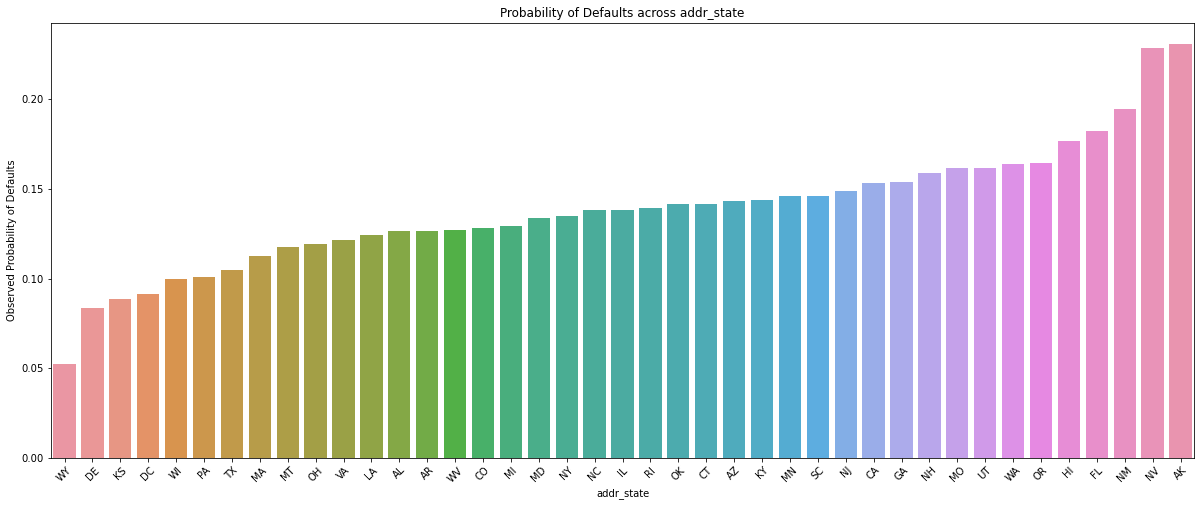 Probability of Defaults across addr_state
Observed Probability of Defaults
0.20
0.15
0.10
0.05
0.00
WY DE KS DC WI PA TX MA MT OH VA LA AL AR WV CO MI MD NY NC IL RI OK CT AZ KY MN SC NJ CA GA NH MO UT WA OR HI FL NM NV AK
addr_state